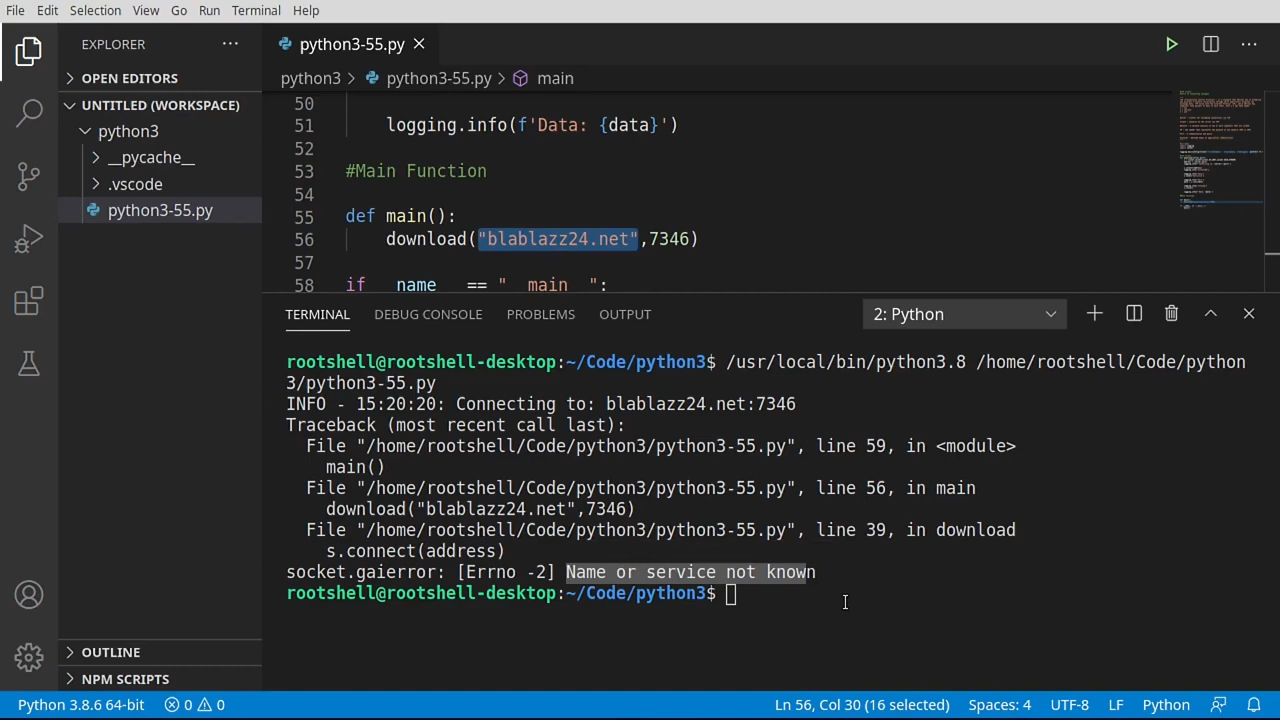 File Edit Selection View Go Run Terminal Help
EXPLORER
python3-55.py
OPEN EDITORS
python3 > python3-55.py > main
UNTITLED (WORKSPACE)
python3
__pycache__
.vscode
python3-55.py
50
51 logging.info(f'Data: {data}')
52
53 #Main Function
54
55 def main():
56 download("blablazz24.net",7346)
57
58 if __name__ == "__main__":
TERMINAL DEBUG CONSOLE PROBLEMS OUTPUT 2: Python
rootshell@rootshell-desktop:~/Code/python3$ /usr/local/bin/python3.8 /home/rootshell/Code/python
3/python3-55.py
INFO - 15:20:20: Connecting to: blablazz24.net:7346
Traceback (most recent call last):
File "/home/rootshell/Code/python3/python3-55.py", line 59, in <module>
main()
File "/home/rootshell/Code/python3/python3-55.py", line 56, in main
download("blablazz24.net",7346)
File "/home/rootshell/Code/python3/python3-55.py", line 39, in download
s.connect(address)
socket.gaierror: [Errno -2] Name or service not known
rootshell@rootshell-desktop:~/Code/python3$
OUTLINE
NPM SCRIPTS
Python 3.8.6 64-bit 0 0 Ln 56, Col 30 (16 selected) Spaces: 4 UTF-8 LF Python